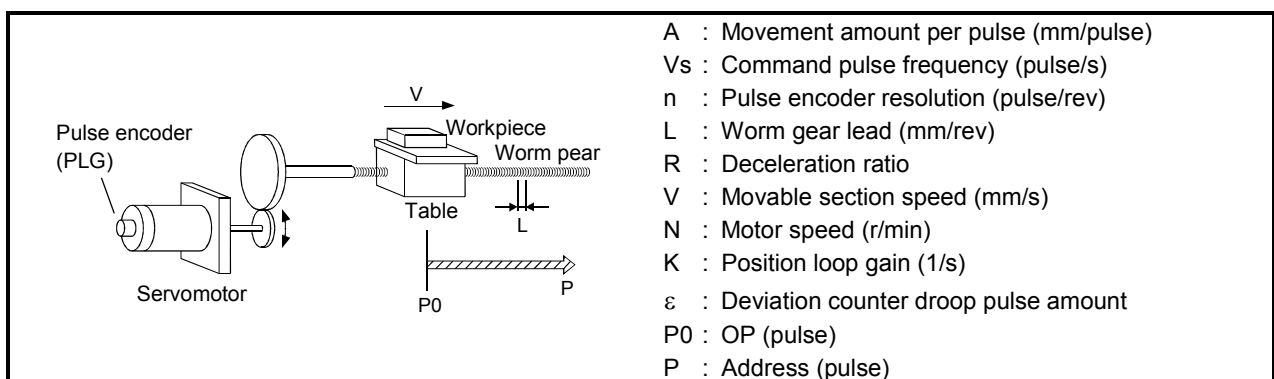 Pulse encoder
(PLG)
Servomotor
V
Workpiece
Worm pear
Table
L
P0
P
A : Movement amount per pulse (mm/pulse)
Vs : Command pulse frequency (pulse/s)
n : Pulse encoder resolution (pulse/rev)
L : Worm gear lead (mm/rev)
R : Deceleration ratio
V : Movable section speed (mm/s)
N : Motor speed (r/min)
K : Position loop gain (1/s)
ε : Deviation counter droop pulse amount
P0 : OP (pulse)
P : Address (pulse)